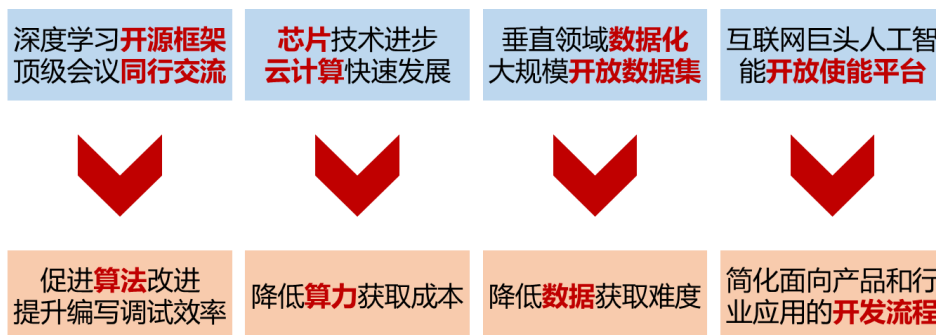 深度学习开源框架
顶级会议同行交流
芯片技术进步
云计算快速发展
垂直领域数据化
大规模开放数据集
互联网巨头人工智
能开放使能平台
促进算法改进
提升编写调试效率
降低算力获取成本
降低数据获取难度
简化面向产品和行
业应用的开发流程